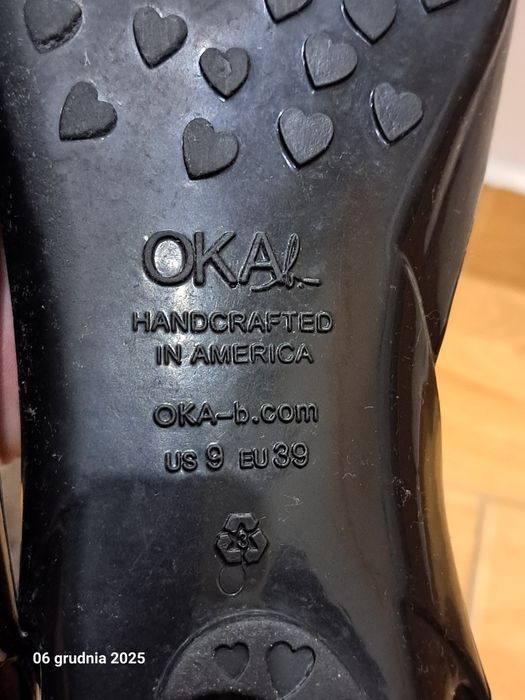 OKAb
HANDCRAFTED
IN AMERICA
OKA-b.com
US 9 EU 39
3
06 grudnia 2025